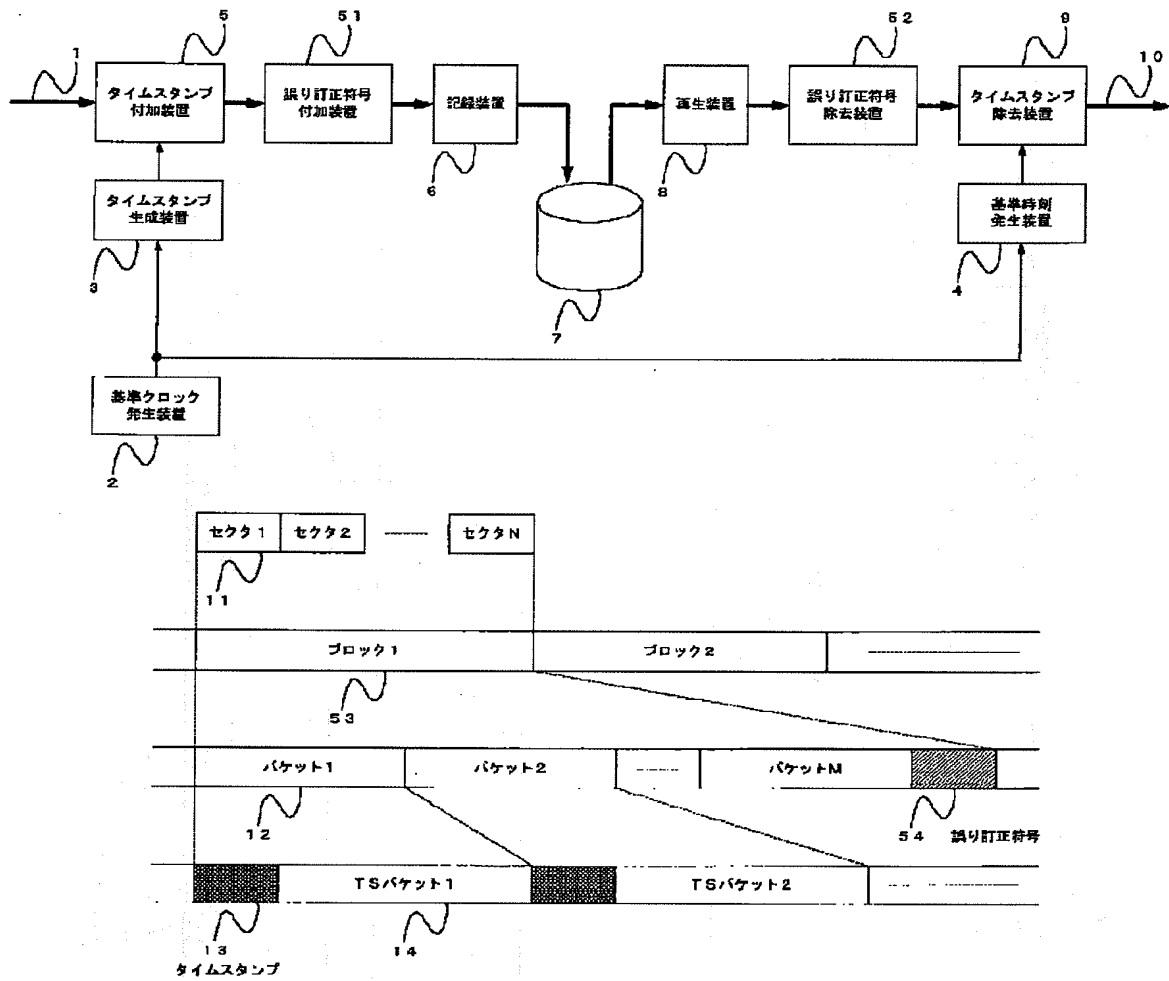 5
51
52
9
1
10
タイムスタンプ
付加装置
誤り訂正符号
付加装置
記録装置
再生装置
誤り訂正符号
除去装置
タイムスタンプ
除去装置
6
8
タイムスタンプ
生成装置
基準時刻
発生装置
3
7
4
基準クロック
発生装置
2
セクタ1
セクタ2
セクタN
11
ブロック1
ブロック2
53
パケット1
パケット2
パケットM
12
54
誤り訂正符号
TSパケット1
TSパケット2
13
14
タイムスタンプ